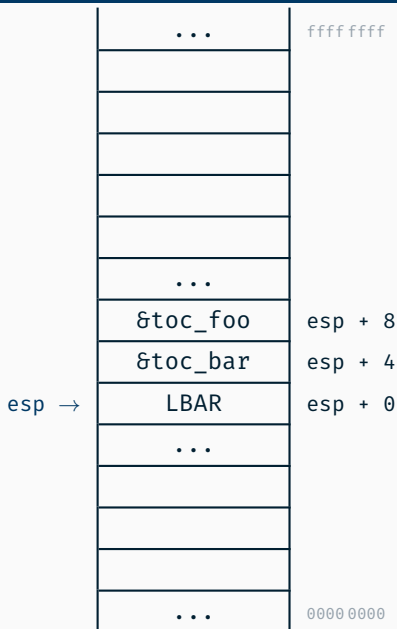 ... ffff ffff
...
&toc_foo esp + 8
&toc_bar esp + 4
esp → LBAR esp + 0
...
... 0000 0000